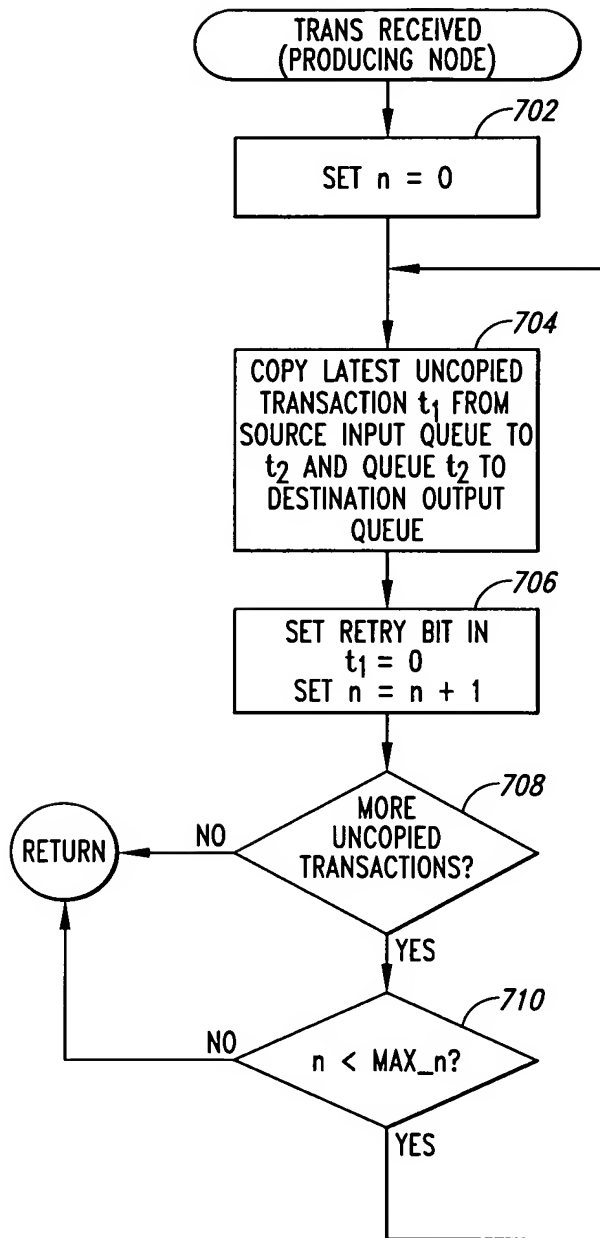 TRANS RECEIVED
(PRODUCING NODE)
702
SET n = 0
704
COPY LATEST UNCOPIED
TRANSACTION t1 FROM
SOURCE INPUT QUEUE TO
t2 AND QUEUE t2 TO
DESTINATION OUTPUT
QUEUE
706
SET RETRY BIT IN
t1 = 0
SET n = n + 1
708
MORE
UNCOPIED
TRANSACTIONS?
NO
RETURN
YES
710
n < MAX_n?
NO
YES